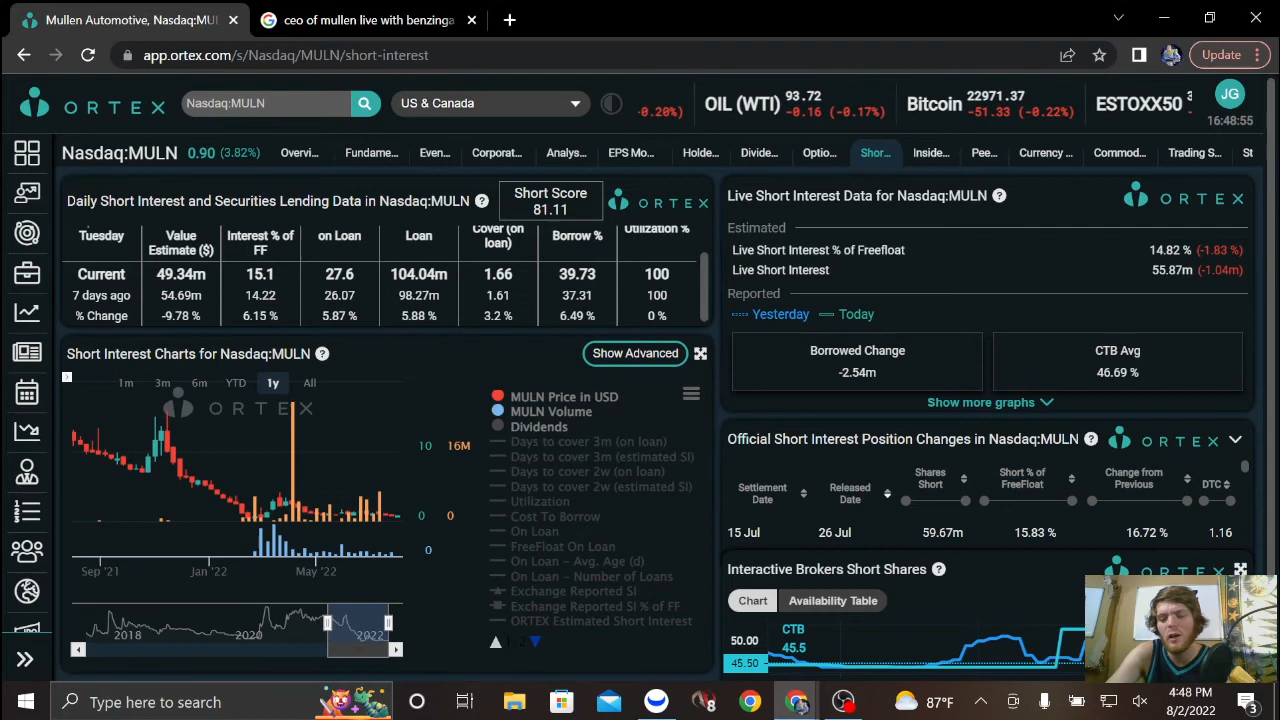 Mullen Automotive, Nasdaq:MUL
ceo of mullen live with benzinga
app.ortex.com/s/Nasdaq/MULN/short-interest
Update
ORTEX
Nasdaq:MULN
US & Canada
-0.20%)
OIL (WTI) 93.72 -0.16 (-0.17%)
Bitcoin 22971.37 -51.33 (-0.22%)
ESTOXX50
JG
16:48:55
Nasdaq:MULN 0.90 (3.82%)
Overvi... Fundame... Even... Corporat... Analys... EPS Mo... Holde... Divide... Optio... Shor... Inside... Pee... Currency ... Commod... Trading S... St
Daily Short Interest and Securities Lending Data in Nasdaq:MULN
Short Score
81.11
ORTEX
Tuesday
Value Estimate ($)
Interest % of FF
on Loan
Loan
Cover (on loan)
Borrow %
Utilization %
Current 49.34m 15.1 27.6 104.04m 1.66 39.73 100
7 days ago 54.69m 14.22 26.07 98.27m 1.61 37.31 100
% Change -9.78 % 6.15 % 5.87 % 5.88 % 3.2 % 6.49 % 0 %
Live Short Interest Data for Nasdaq:MULN
ORTEX
Estimated
Live Short Interest % of Freefloat 14.82 % (-1.83 %)
Live Short Interest 55.87m (-1.04m)
Reported
Yesterday Today
Borrowed Change
-2.54m
CTB Avg
46.69 %
Show more graphs
Short Interest Charts for Nasdaq:MULN
Show Advanced
1m 3m 6m YTD 1y All
ORTEX
10 16M
0 0
0
Sep '21 Jan '22 May '22
2018 2020 2022
MULN Price in USD
MULN Volume
Dividends
Days to cover 3m (on loan)
Days to cover 3m (estimated SI)
Days to cover 2w (on loan)
Days to cover 2w (estimated SI)
Utilization
Cost To Borrow
On Loan
FreeFloat On Loan
On Loan - Avg. Age (d)
On Loan - Number of Loans
Exchange Reported SI
Exchange Reported SI % of FF
ORTEX Estimated Short Interest
1 2
Official Short Interest Position Changes in Nasdaq:MULN
ORTEX
Settlement Date
Released Date
Shares Short
Short % of FreeFloat
Change from Previous
DTC
15 Jul 26 Jul 59.67m 15.83 % 16.72 % 1.16
Interactive Brokers Short Shares
Chart Availability Table
50.00
45.50
CTB
45.5
Type here to search
87°F
4:48 PM
8/2/2022
3